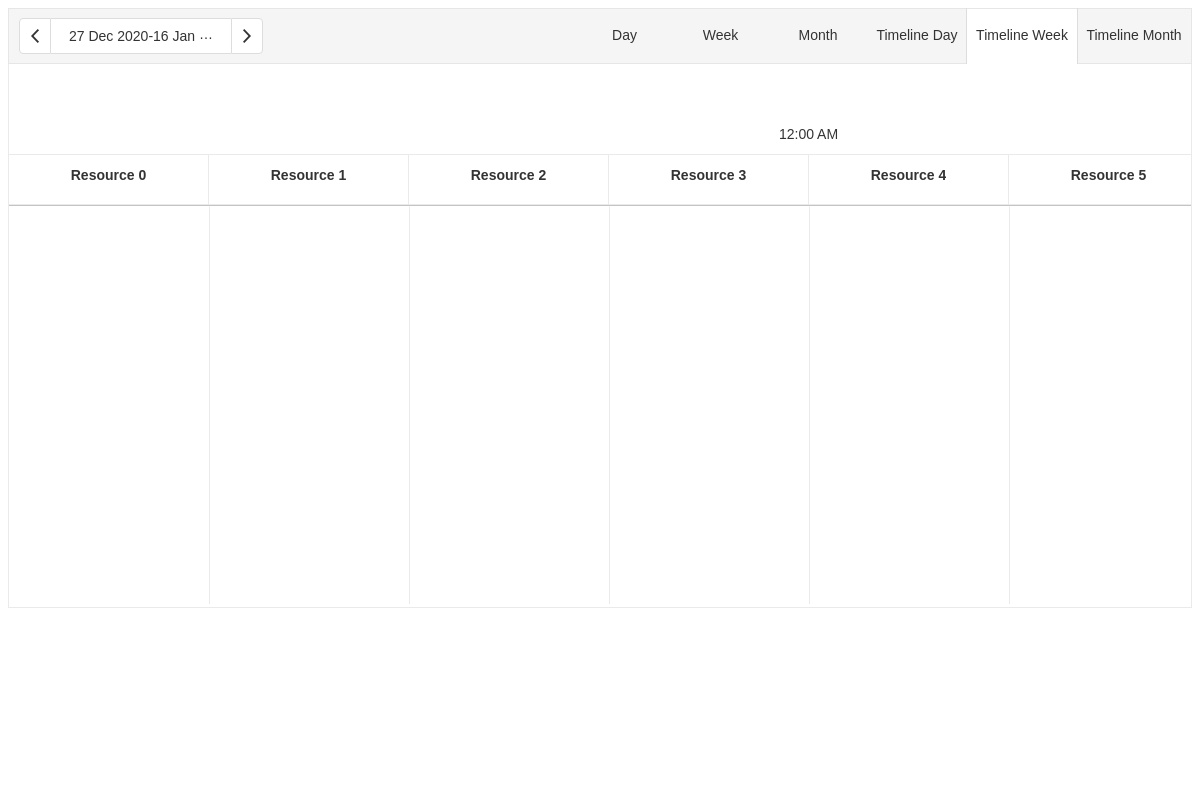 27 Dec 2020-16 Jan ...
Day Week Month Timeline Day Timeline Week Timeline Month
12:00 AM
Resource 0 Resource 1 Resource 2 Resource 3 Resource 4 Resource 5